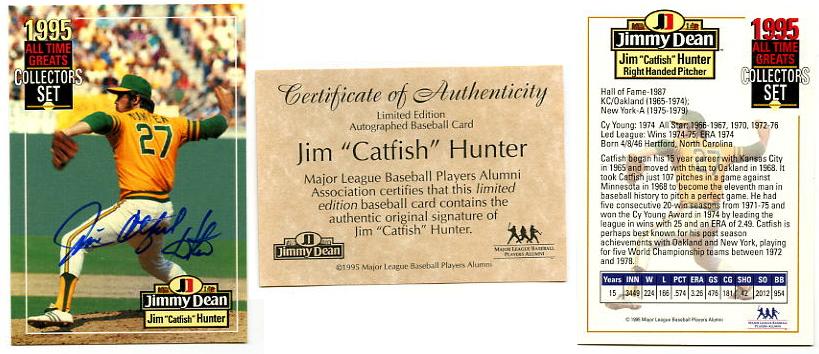 1995
ALL TIME
GREATS
COLLECTORS
SET
HUNTER
27
Jim Catfish Hunter
JD
Jimmy Dean
Jim "Catfish" Hunter
Certificate of Authenticity
Limited Edition
Autographed Baseball Card
Jim "Catfish" Hunter
Major League Baseball Players Alumni
Association certifies that this limited
edition baseball card contains the
authentic original signature of
Jim "Catfish" Hunter.
JD
Jimmy Dean
MAJOR LEAGUE BASEBALL
PLAYERS ALUMNI
©1995 Major League Baseball Players Alumni
JD
Jimmy Dean
Jim "Catfish" Hunter
Right Handed Pitcher
1995
ALL TIME
GREATS
COLLECTORS
SET
Hall of Fame-1987
KC/Oakland (1965-1974);
New York-A (1975-1979)
Cy Young: 1974 All Star: 1966-1967, 1970, 1972-76
Led League: Wins 1974-75, ERA 1974
Born 4/8/46 Hertford, North Carolina
Catfish began his 15 year career with Kansas City
in 1965 and moved with them to Oakland in 1968. It
took Catfish just 107 pitches in a game against
Minnesota in 1968 to become the eleventh man in
baseball history to pitch a perfect game. He had
five consecutive 20-win seasons from 1971-75 and
won the Cy Young Award in 1974 by leading the
league in wins with 25 and an ERA of 2.49. Catfish is
perhaps best known for his post season
achievements with Oakland and New York, playing
for five World Championship teams between 1972
and 1978.
Years INN W L PCT ERA GS CG SHO SO BB
15 3449 224 166 .574 3.26 476 181 42 2012 954
©1995 Major League Baseball Players Alumni
MAJOR LEAGUE BASEBALL
PLAYERS ALUMNI